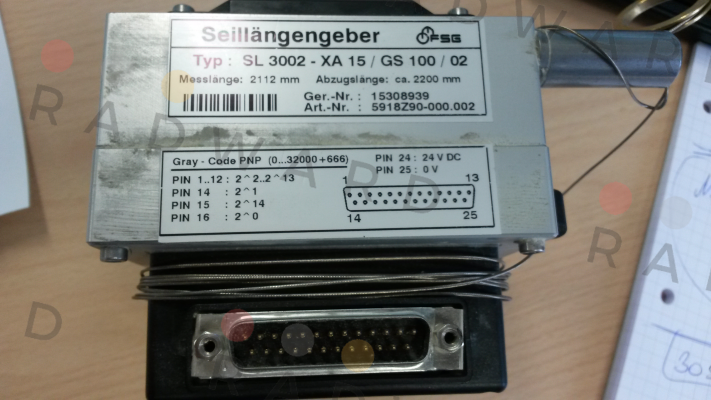 Seillängengeber FSG
Typ : SL 3002 - XA 15 / GS 100 / 02
Messlänge: 2112 mm Abzugslänge: ca. 2200 mm
Ger.-Nr. : 15308939
Art.-Nr. : 5918Z90-000.002
Gray - Code PNP (0...32000+666)
PIN 24 : 24 V DC
PIN 25 : 0 V
PIN 1..12 : 2^2..2^13
PIN 14 : 2^1
PIN 15 : 2^14
PIN 16 : 2^0
1 13
14 25
RADWARD
RAD
D